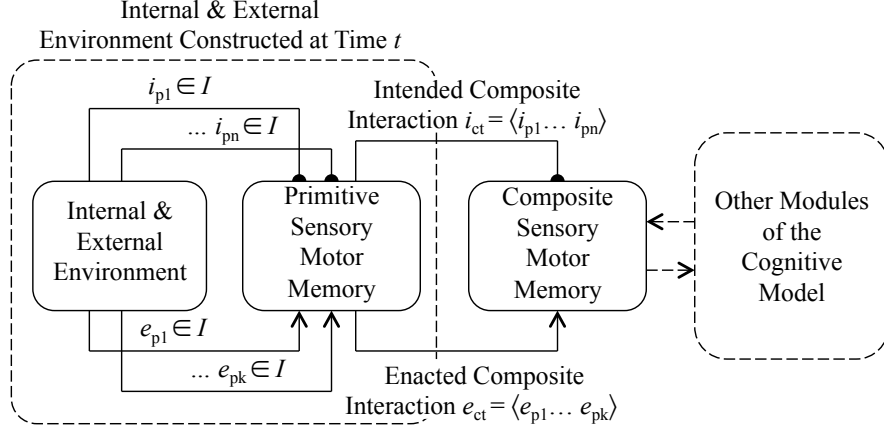 Internal & External
Environment Constructed at Time t
i_p1 ∈ I
... i_pn ∈ I
Intended Composite
Interaction i_ct = ⟨i_p1... i_pn⟩
Internal &
External
Environment
Primitive
Sensory
Motor
Memory
Composite
Sensory
Motor
Memory
Other Modules
of the
Cognitive
Model
e_p1 ∈ I
... e_pk ∈ I
Enacted Composite
Interaction e_ct = ⟨e_p1... e_pk⟩